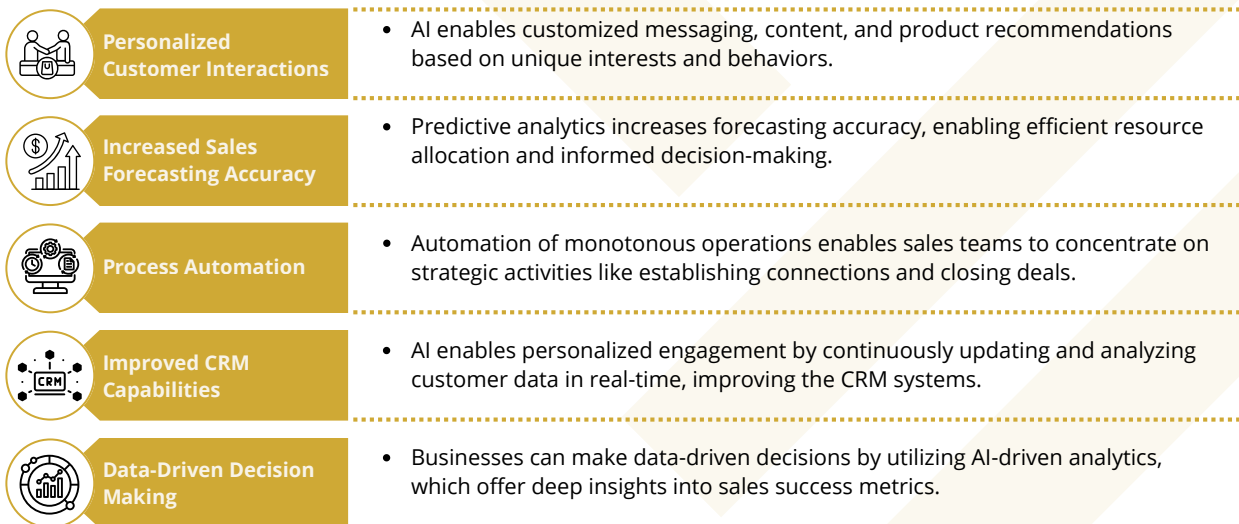 Personalized
Customer Interactions
• AI enables customized messaging, content, and product recommendations
based on unique interests and behaviors.
$
Increased Sales
Forecasting Accuracy
• Predictive analytics increases forecasting accuracy, enabling efficient resource
allocation and informed decision-making.
Process Automation
• Automation of monotonous operations enables sales teams to concentrate on
strategic activities like establishing connections and closing deals.
CRM
Improved CRM
Capabilities
• AI enables personalized engagement by continuously updating and analyzing
customer data in real-time, improving the CRM systems.
Data-Driven Decision
Making
• Businesses can make data-driven decisions by utilizing AI-driven analytics,
which offer deep insights into sales success metrics.